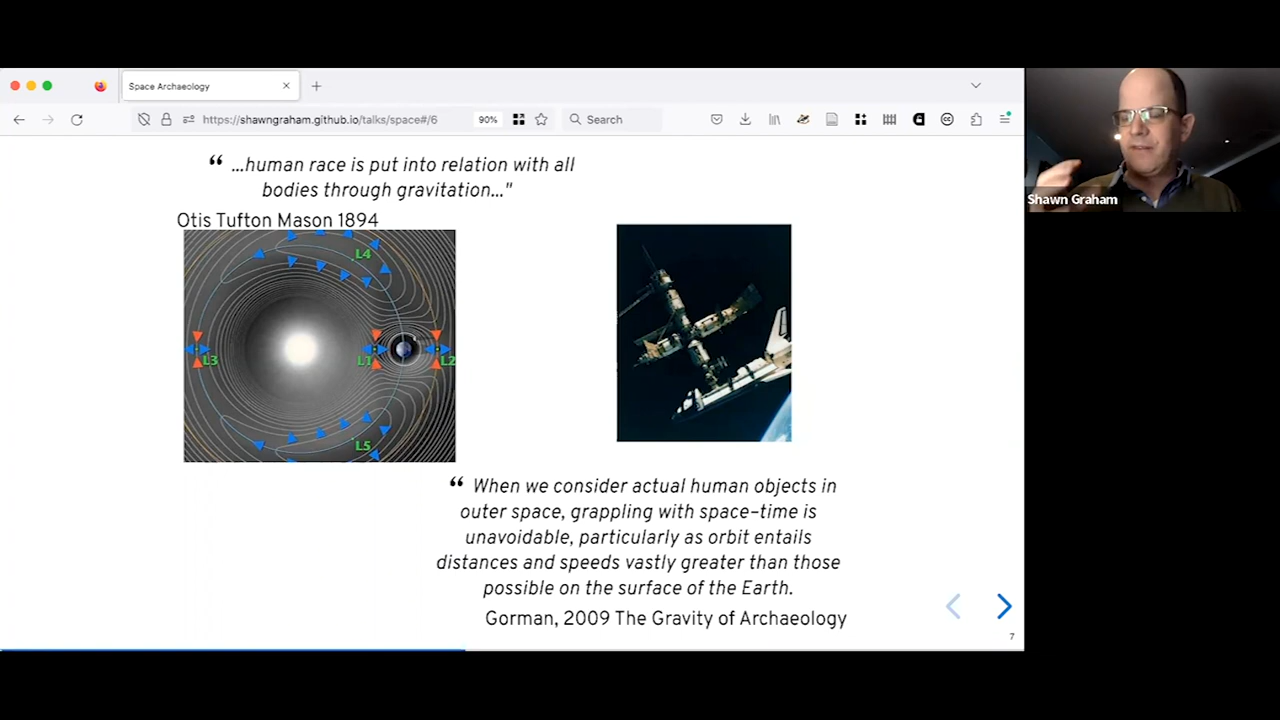 Space Archaeology
https://shawngraham.github.io/talks/space#/6
90%
Search
“ ...human race is put into relation with all
bodies through gravitation..."
Otis Tufton Mason 1894
L4
L3
L1
L2
L5
“ When we consider actual human objects in
outer space, grappling with space–time is
unavoidable, particularly as orbit entails
distances and speeds vastly greater than those
possible on the surface of the Earth.
Gorman, 2009 The Gravity of Archaeology
7
Shawn Graham